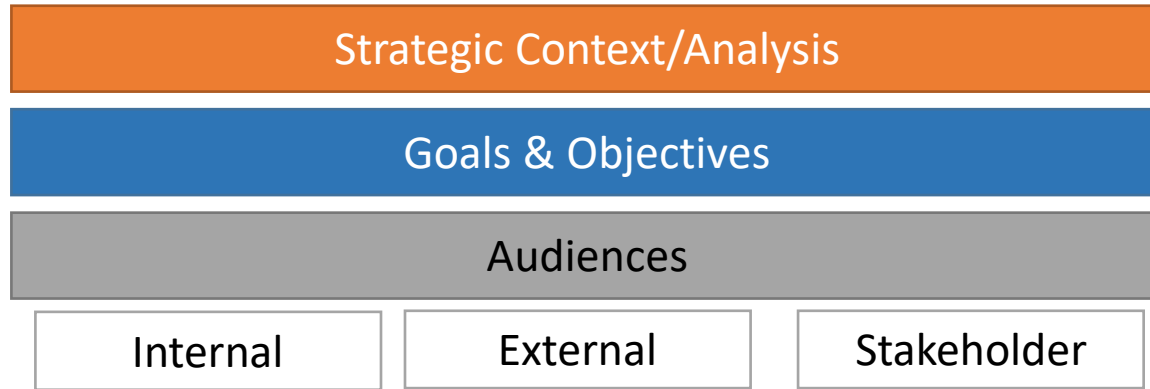 Strategic Context/Analysis
Goals & Objectives
Audiences
Internal
External
Stakeholder